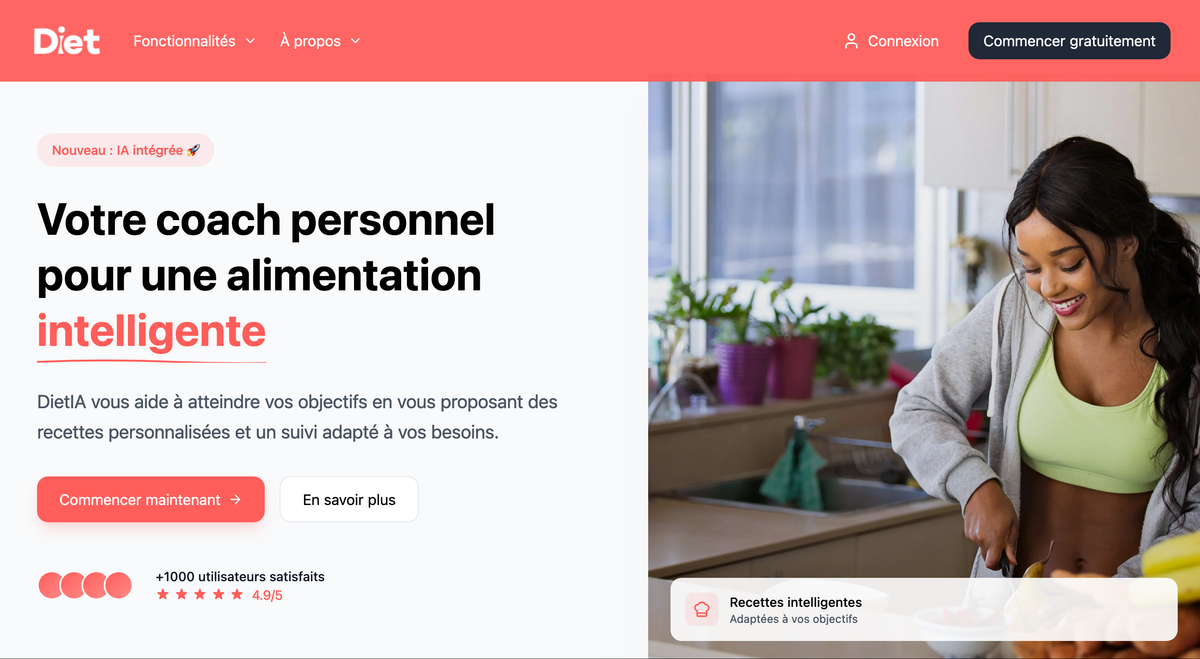 Diet
Fonctionnalités
À propos
Connexion
Commencer gratuitement
Nouveau : IA intégrée 🚀
Votre coach personnel
pour une alimentation
intelligente
DietIA vous aide à atteindre vos objectifs en vous proposant des
recettes personnalisées et un suivi adapté à vos besoins.
Commencer maintenant →
En savoir plus
+1000 utilisateurs satisfaits
★ ★ ★ ★ ★ 4.9/5
Recettes intelligentes
Adaptées à vos objectifs